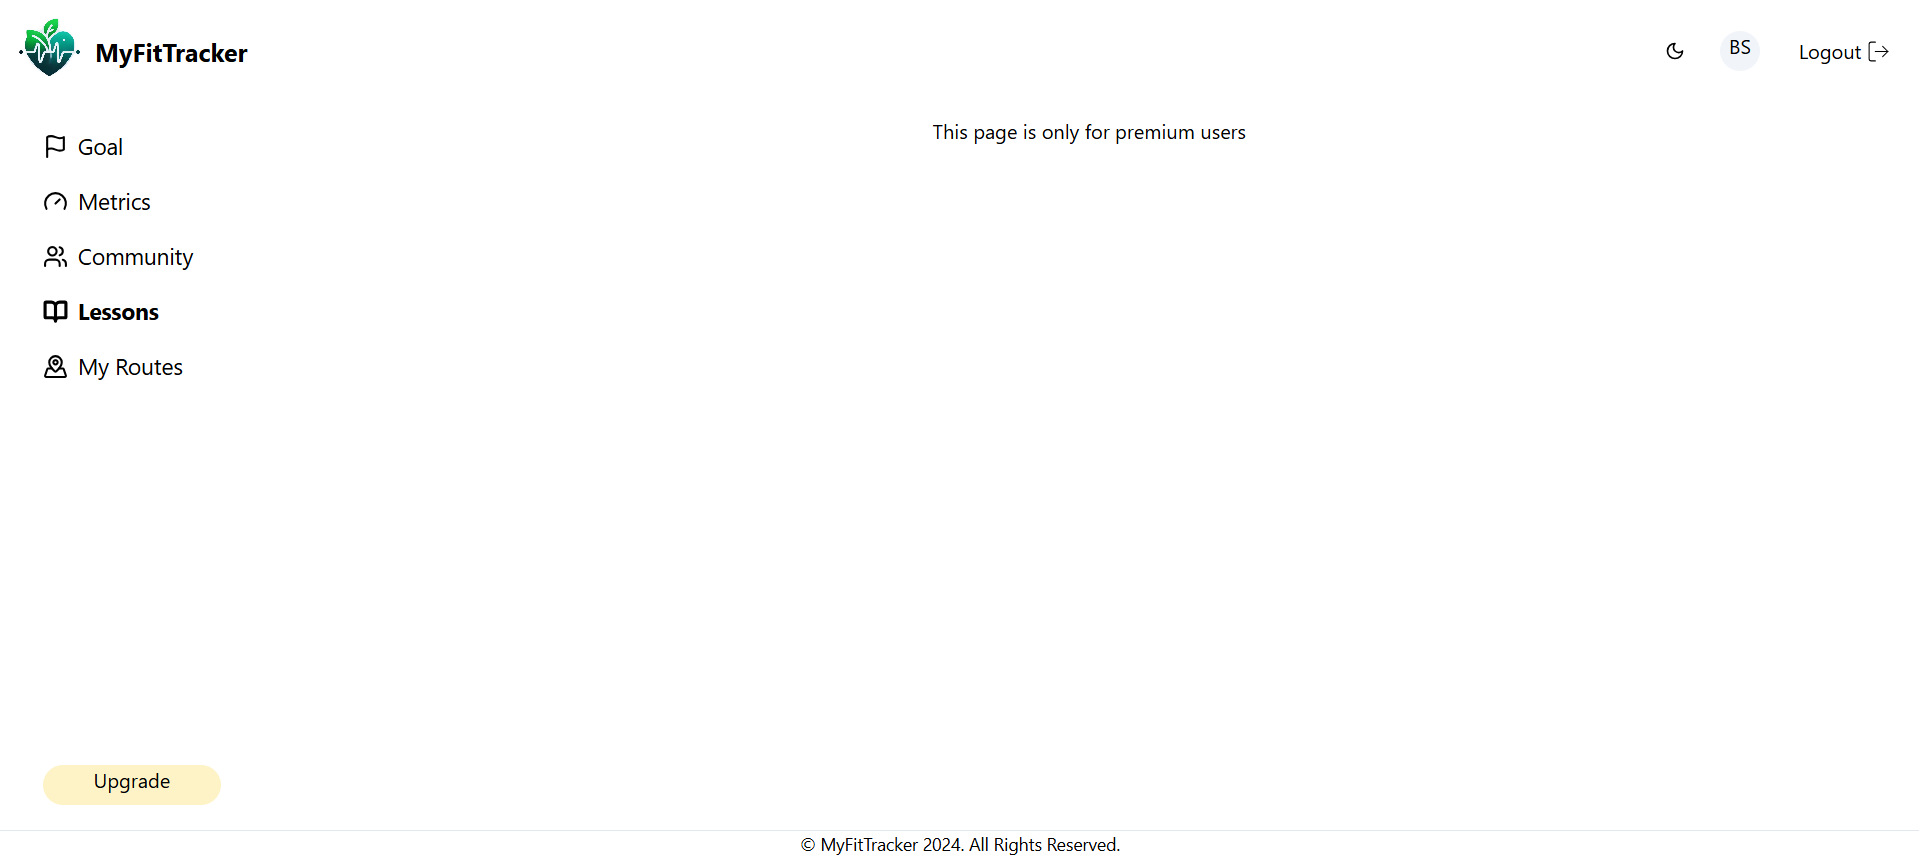 MyFitTracker
BS
Logout
Goal
Metrics
Community
Lessons
My Routes
This page is only for premium users
Upgrade
© MyFitTracker 2024. All Rights Reserved.